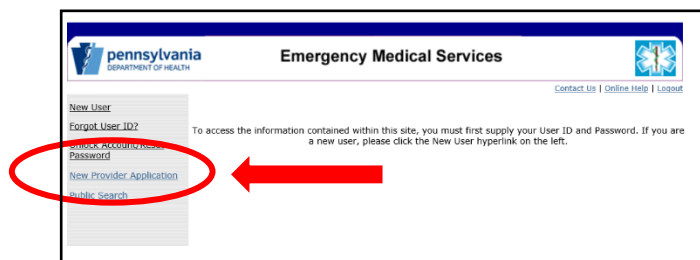 pennsylvania
DEPARTMENT OF HEALTH
Emergency Medical Services
Contact Us | Online Help | Logout
New User
Forgot User ID?
Unlock Account/Reset
Password
New Provider Application
Public Search
To access the information contained within this site, you must first supply your User ID and Password. If you are
a new user, please click the New User hyperlink on the left.